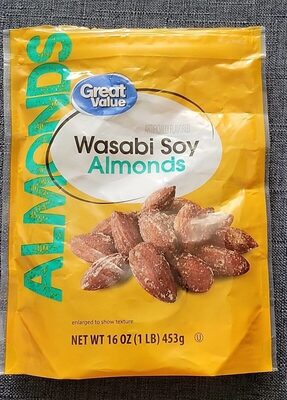 ALMONDS
Great
Value
Wasabi Soy
Almonds
enlarged to show texture
NET WT 16 OZ (1 LB) 453g
U